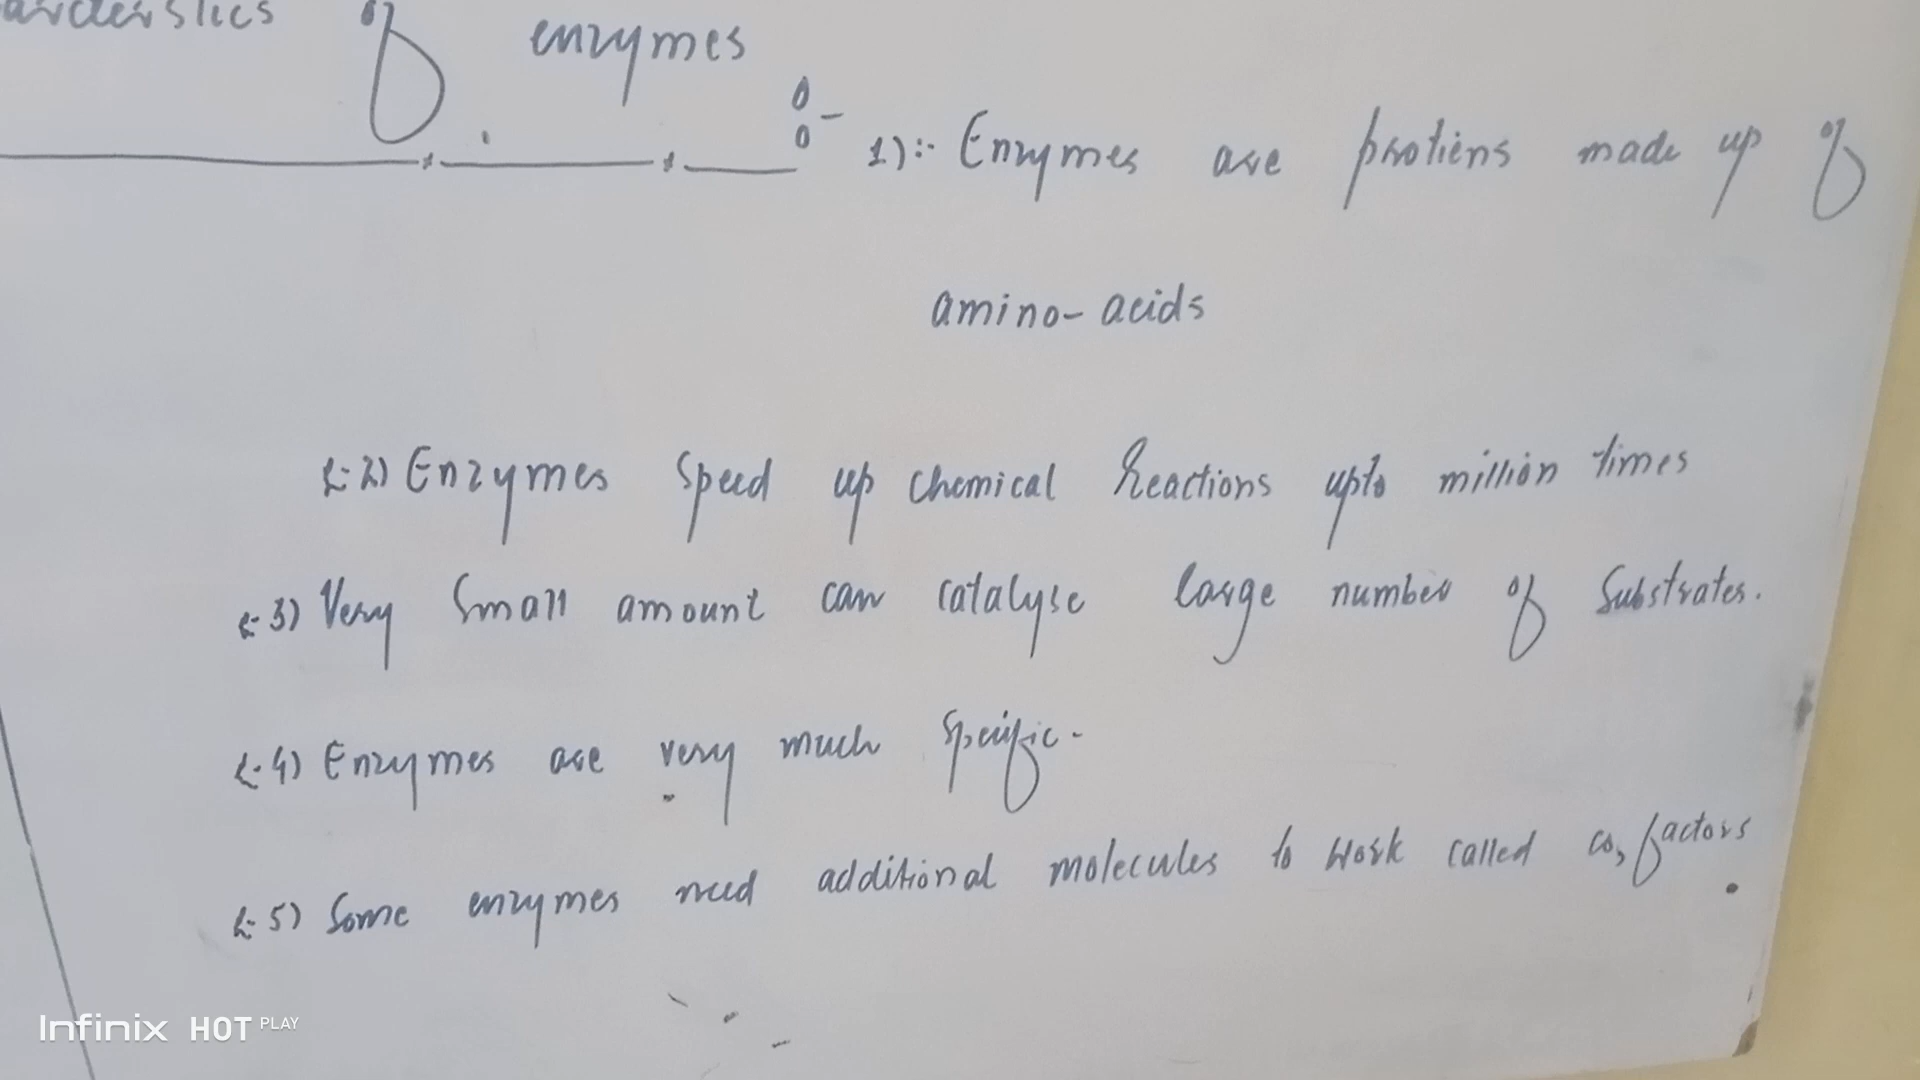 arcteristics of enzymes
:- 1):- Enzymes are protiens made up of
amino-acids
2) Enzymes speed up chemical Reactions upto million times
3) Very small amount can catalyse large number of Substrates.
4) Enzymes are very much specific.
5) Some enzymes need additional molecules to work called co, factors
Infinix HOT PLAY